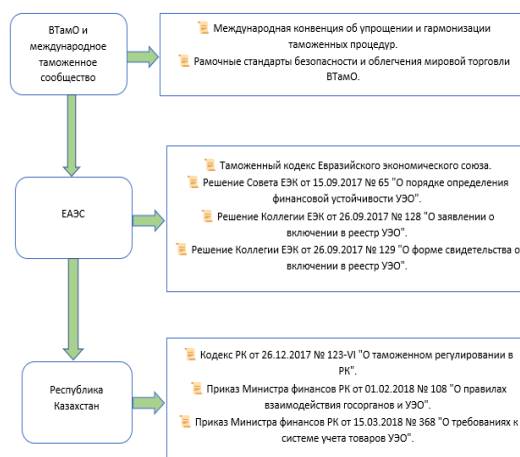 ВТамО и
международное
таможенное
сообщество
Международная конвенция об упрощении и гармонизации
таможенных процедур.
Рамочные стандарты безопасности и облегчения мировой торговли
ВТамО.
ЕАЭС
Таможенный кодекс Евразийского экономического союза.
Решение Совета ЕЭК от 15.09.2017 № 65 "О порядке определения
финансовой устойчивости УЭО".
Решение Коллегии ЕЭК от 26.09.2017 № 128 "О заявлении о
включении в реестр УЭО".
Решение Коллегии ЕЭК от 26.09.2017 № 129 "О форме свидетельства о
включении в реестр УЭО".
Республика
Казахстан
Кодекс РК от 26.12.2017 № 123-VI "О таможенном регулировании в
РК".
Приказ Министра финансов РК от 01.02.2018 № 108 "О правилах
взаимодействия госорганов и УЭО".
Приказ Министра финансов РК от 15.03.2018 № 368 "О требованиях к
системе учета товаров УЭО".